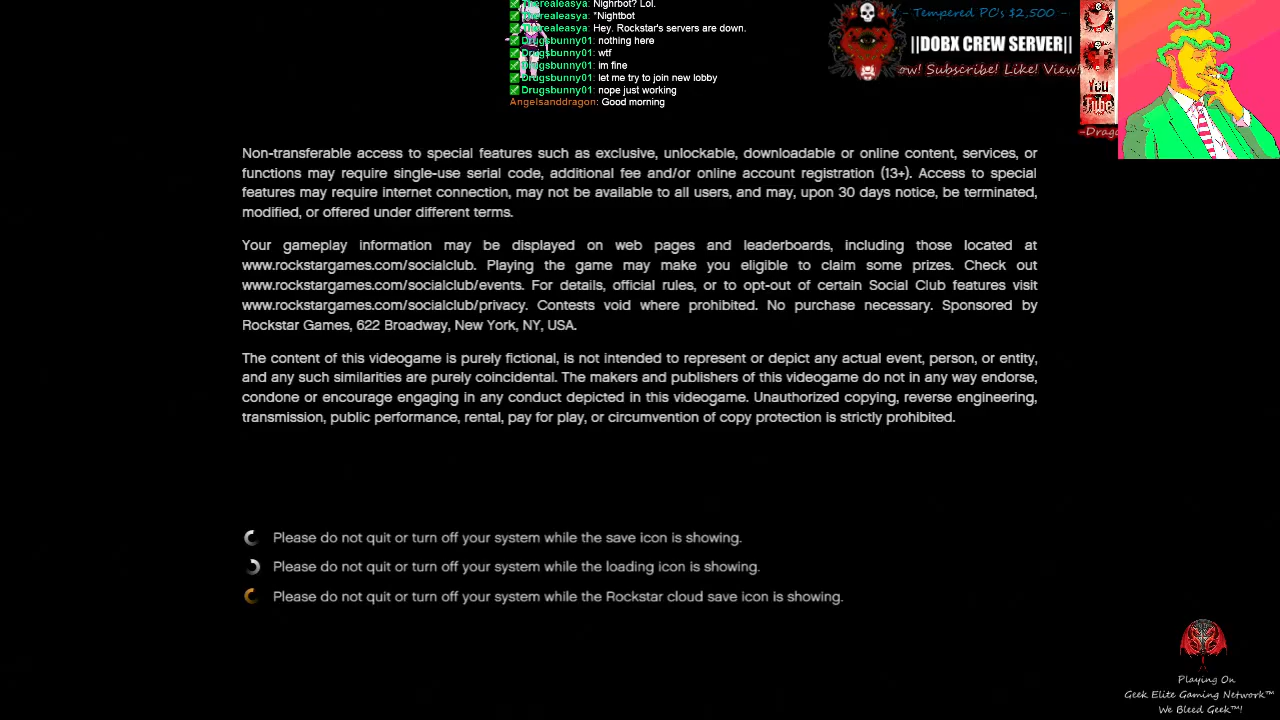 Therealeasya: Nighrbot? Lol.
Therealeasya: "Nightbot
Therealeasya: Hey. Rockstar's servers are down.
Drugsbunny01: nothing here
Drugsbunny01: wtf
Drugsbunny01: im fine
Drugsbunny01: let me try to join new lobby
Drugsbunny01: nope just working
Angelsanddragon: Good morning
- Tempered PC's $2,500 -
||DOBX CREW SERVER||
ow! Subscribe! Like! View!
You
Tube
~Drago
Non-transferable access to special features such as exclusive, unlockable, downloadable or online content, services, or
functions may require single-use serial code, additional fee and/or online account registration (13+). Access to special
features may require internet connection, may not be available to all users, and may, upon 30 days notice, be terminated,
modified, or offered under different terms.
Your gameplay information may be displayed on web pages and leaderboards, including those located at
www.rockstargames.com/socialclub. Playing the game may make you eligible to claim some prizes. Check out
www.rockstargames.com/socialclub/events. For details, official rules, or to opt-out of certain Social Club features visit
www.rockstargames.com/socialclub/privacy. Contests void where prohibited. No purchase necessary. Sponsored by
Rockstar Games, 622 Broadway, New York, NY, USA.
The content of this videogame is purely fictional, is not intended to represent or depict any actual event, person, or entity,
and any such similarities are purely coincidental. The makers and publishers of this videogame do not in any way endorse,
condone or encourage engaging in any conduct depicted in this videogame. Unauthorized copying, reverse engineering,
transmission, public performance, rental, pay for play, or circumvention of copy protection is strictly prohibited.
Please do not quit or turn off your system while the save icon is showing.
Please do not quit or turn off your system while the loading icon is showing.
Please do not quit or turn off your system while the Rockstar cloud save icon is showing.
Playing On
Geek Elite Gaming Network™
We Bleed Geek™!